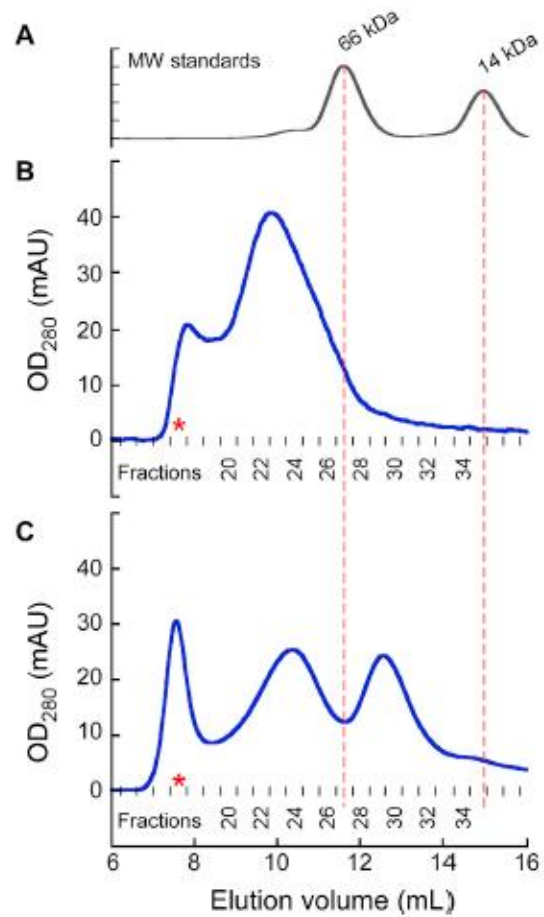 A
MW standards
66 kDa
14 kDa
B
OD280 (mAU)
40
30
20
10
0
*
Fractions 20 22 24 26 28 30 32 34
C
OD280 (mAU)
40
30
20
10
0
*
Fractions 20 22 24 26 28 30 32 34
6 8 10 12 14 16
Elution volume (mL)